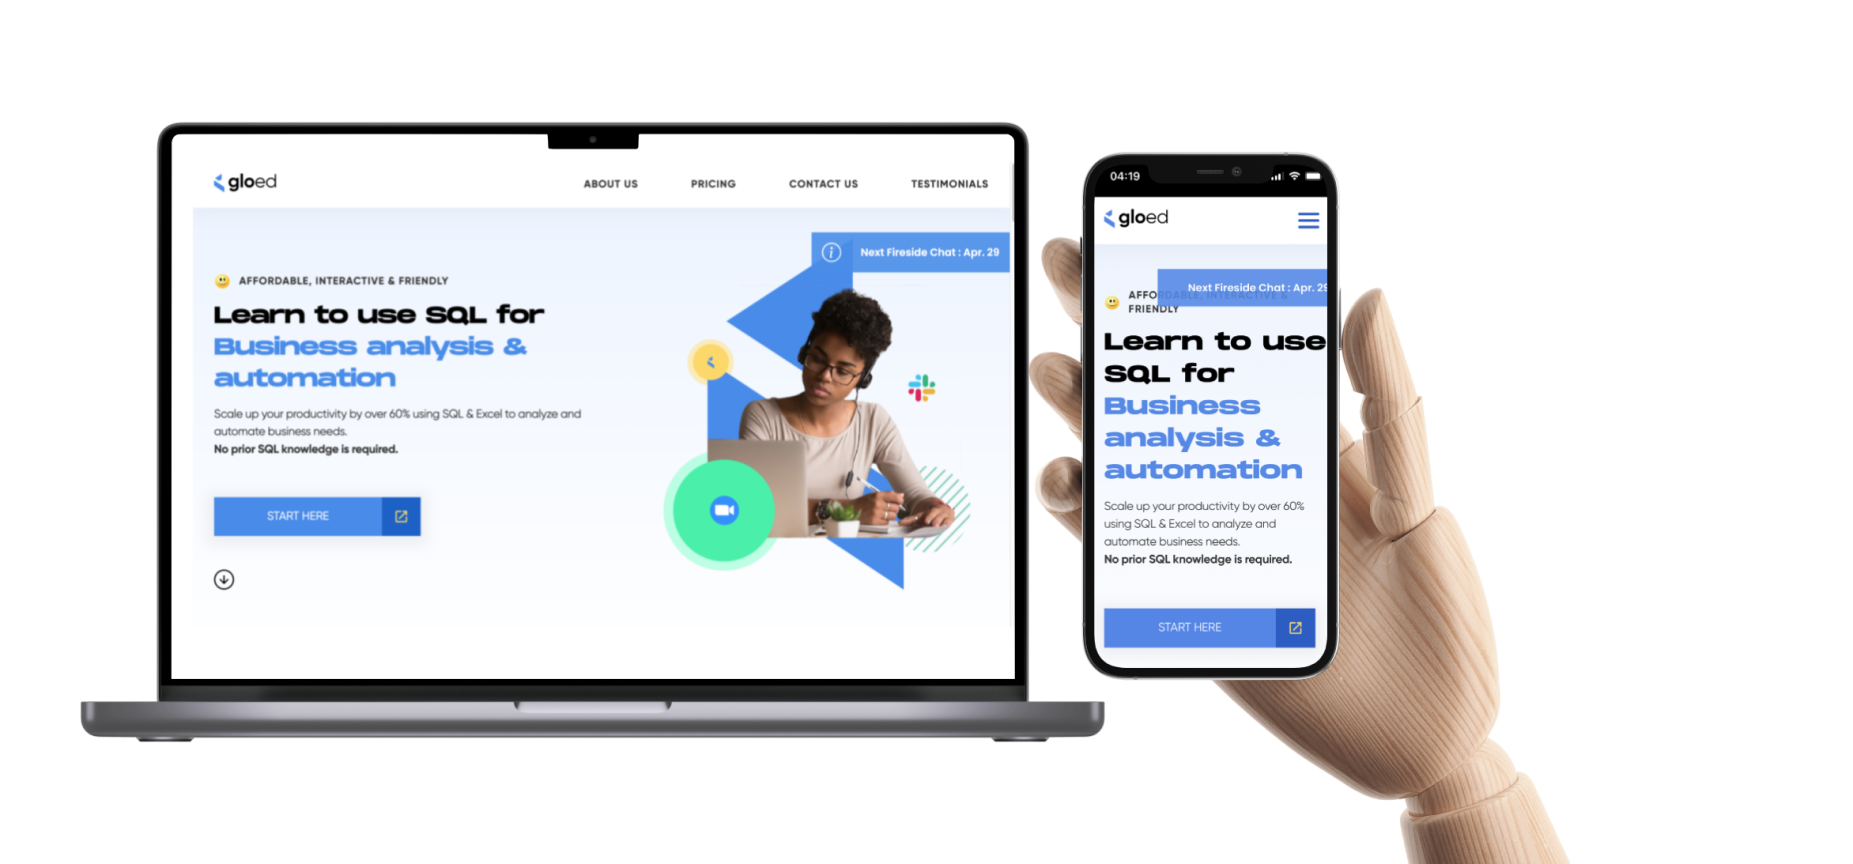 gloed
ABOUT US
PRICING
CONTACT US
TESTIMONIALS
Next Fireside Chat : Apr. 29
AFFORDABLE, INTERACTIVE & FRIENDLY
Learn to use SQL for
Business analysis &
automation
Scale up your productivity by over 60% using SQL & Excel to analyze and
automate business needs.
No prior SQL knowledge is required.
START HERE
04:19
gloed
Next Fireside Chat : Apr. 29
AFFORDABLE, INTERACTIVE &
FRIENDLY
Learn to use
SQL for
Business
analysis &
automation
Scale up your productivity by over 60%
using SQL & Excel to analyze and
automate business needs.
No prior SQL knowledge is required.
START HERE